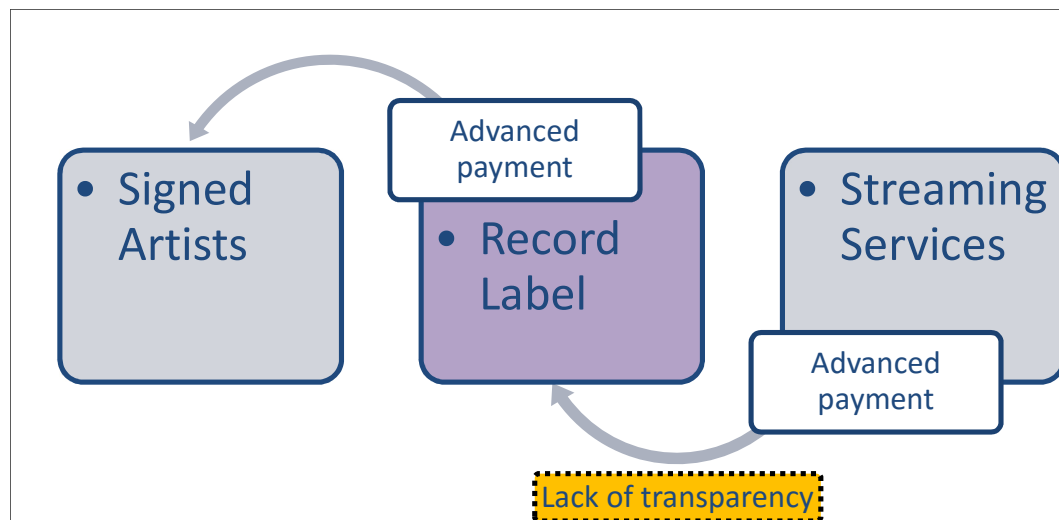 Advanced
payment
• Signed
Artists
• Record
Label
• Streaming
Services
Advanced
payment
Lack of transparency